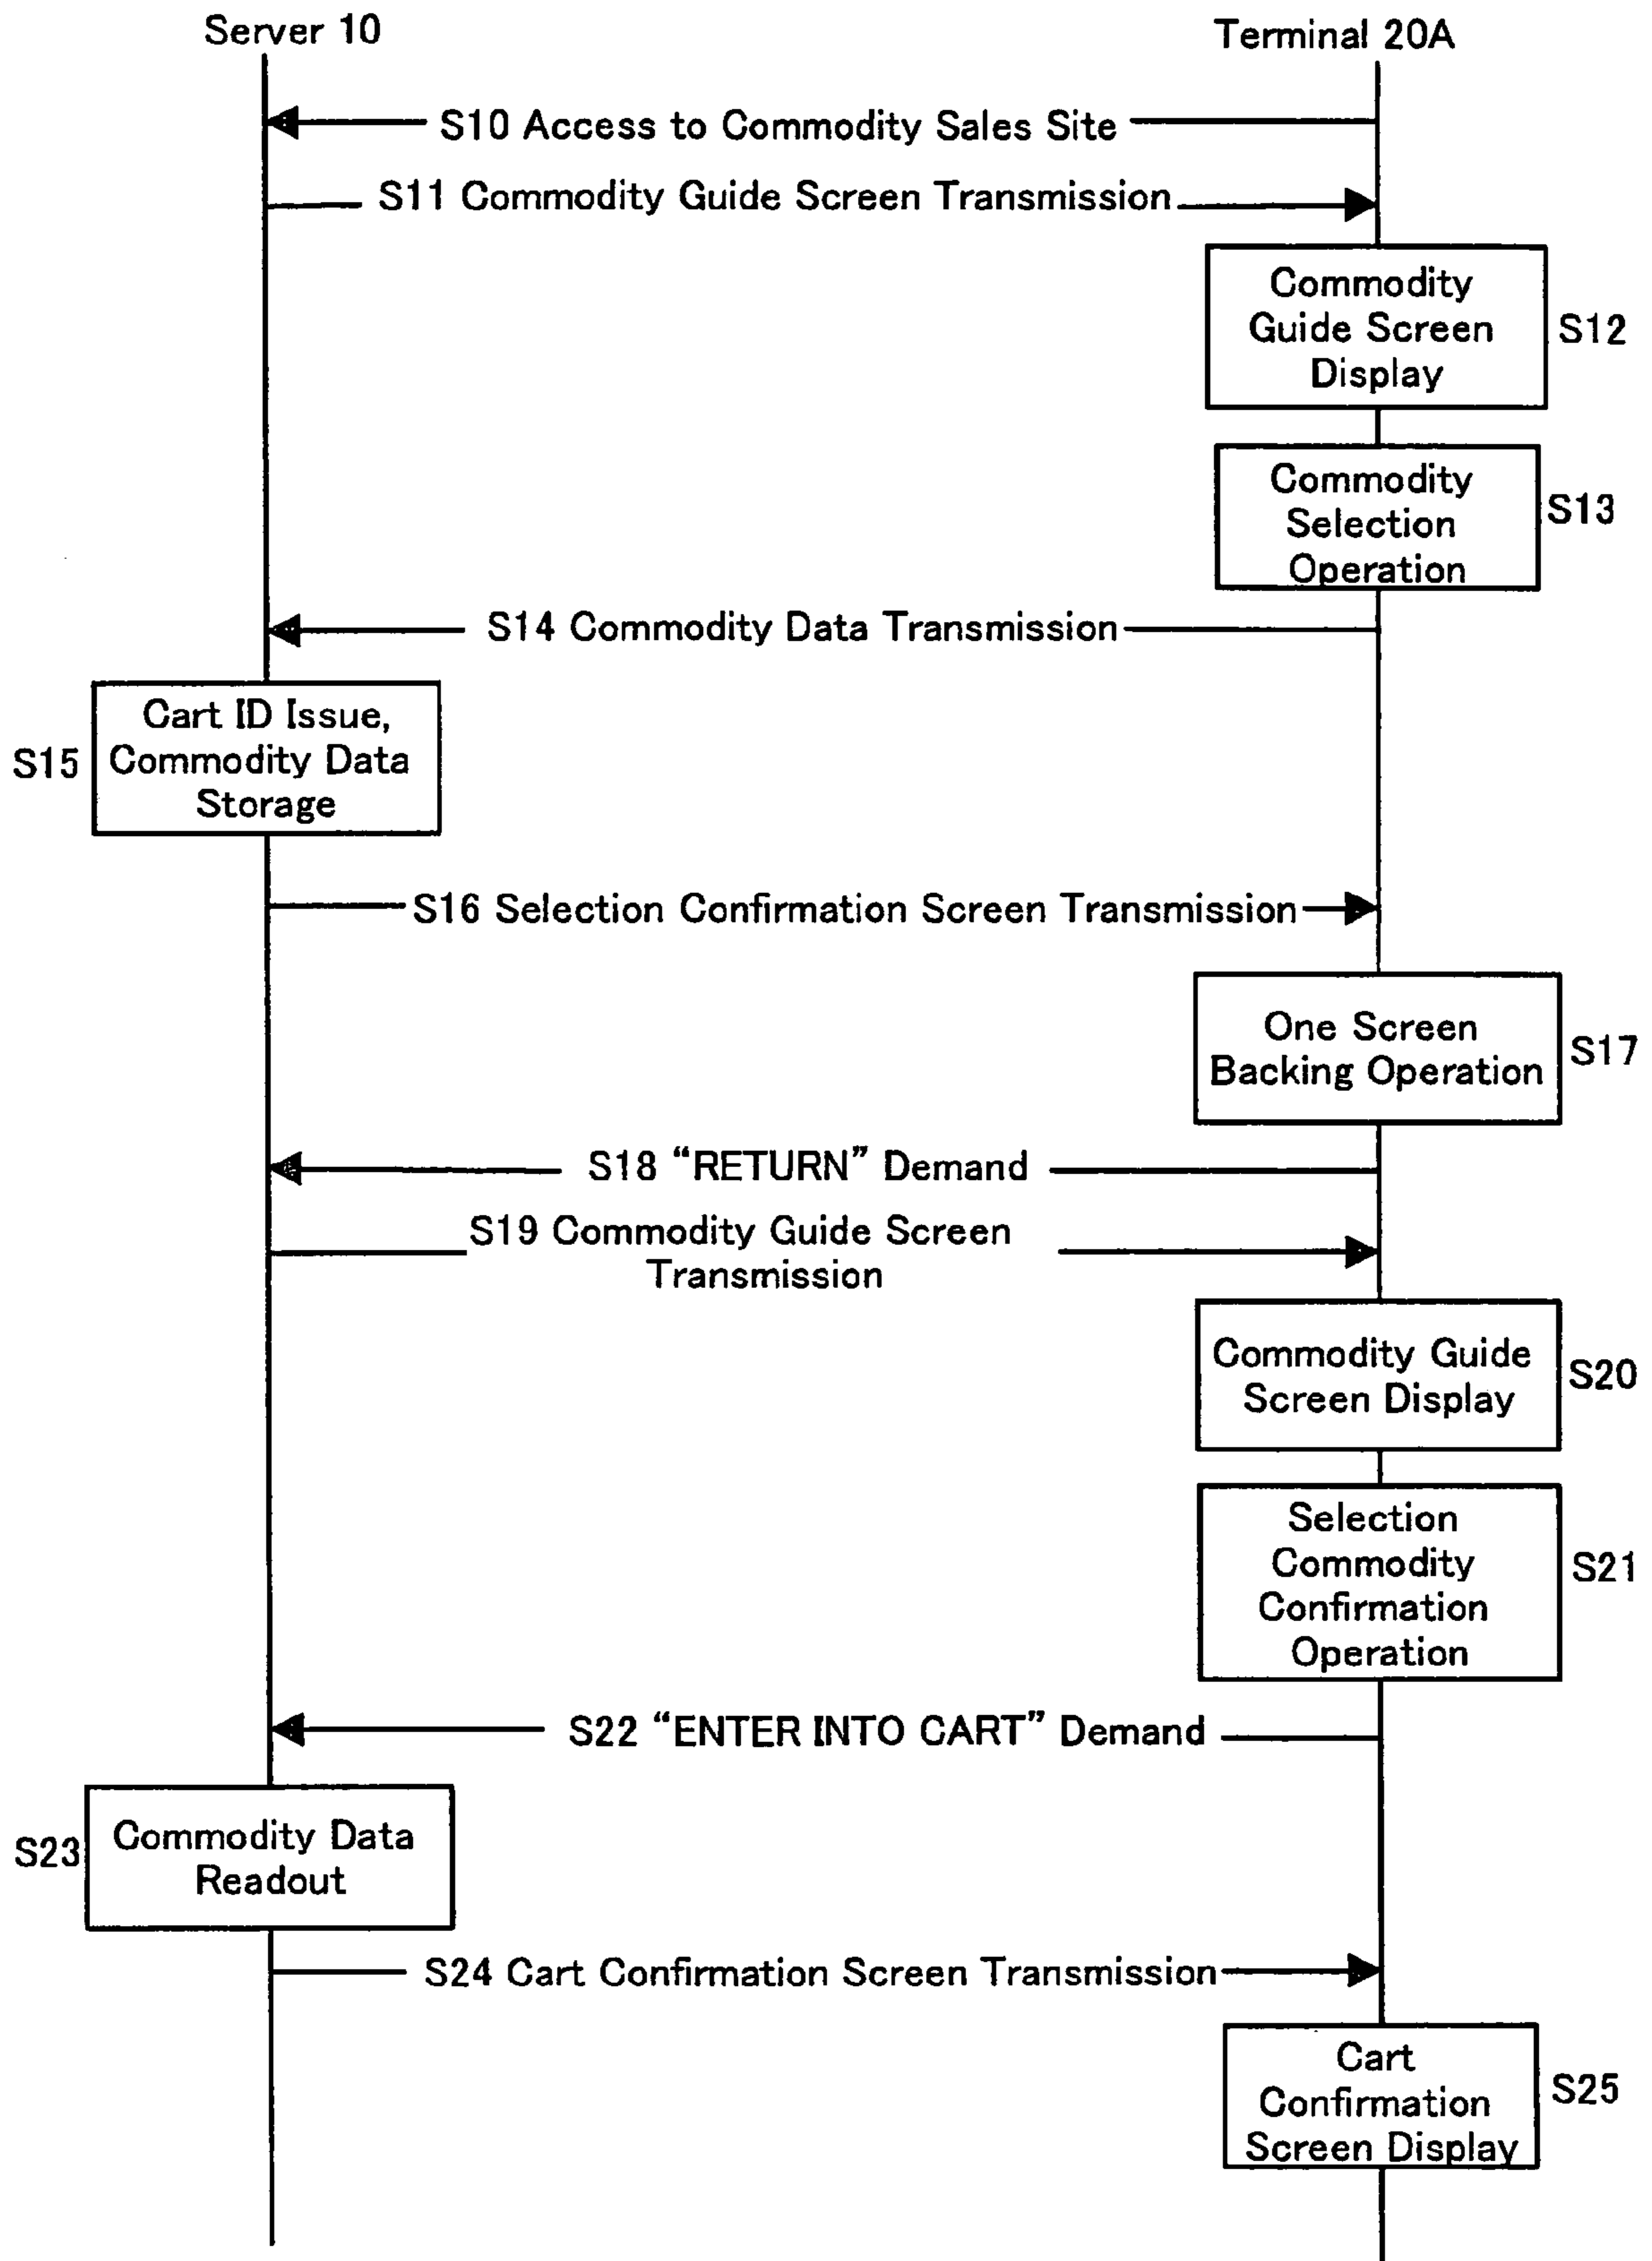 Server 10
Terminal 20A
S10 Access to Commodity Sales Site
S11 Commodity Guide Screen Transmission
Commodity
Guide Screen
Display
S12
Commodity
Selection
Operation
S13
S14 Commodity Data Transmission
Cart ID Issue,
Commodity Data
Storage
S15
S16 Selection Confirmation Screen Transmission
One Screen
Backing Operation
S17
S18 “RETURN” Demand
S19 Commodity Guide Screen
Transmission
Commodity Guide
Screen Display
S20
Selection
Commodity
Confirmation
Operation
S21
S22 “ENTER INTO CART” Demand
Commodity Data
Readout
S23
S24 Cart Confirmation Screen Transmission
Cart
Confirmation
Screen Display
S25